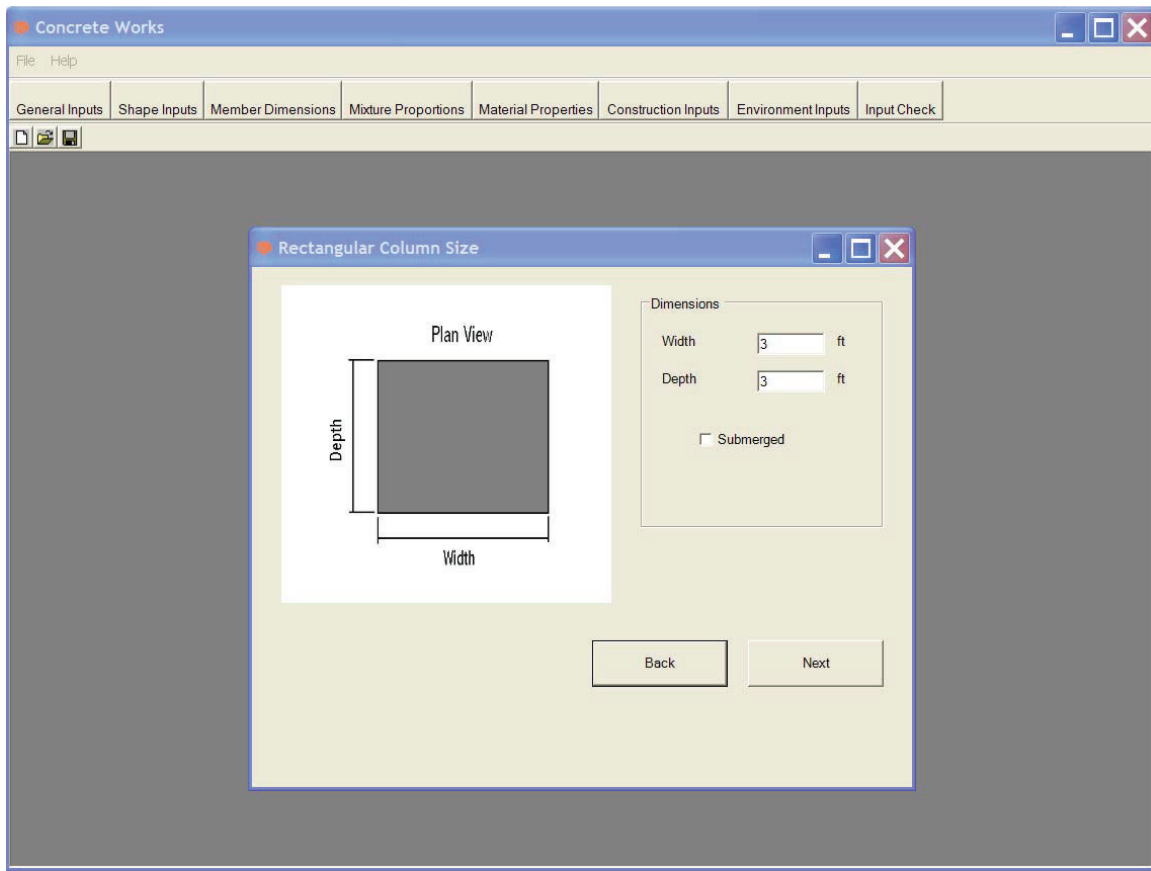 Concrete Works
File Help
General Inputs Shape Inputs Member Dimensions Mixture Proportions Material Properties Construction Inputs Environment Inputs Input Check
Rectangular Column Size
Plan View
Depth
Width
Dimensions
Width 3 ft
Depth 3 ft
Submerged
Back Next